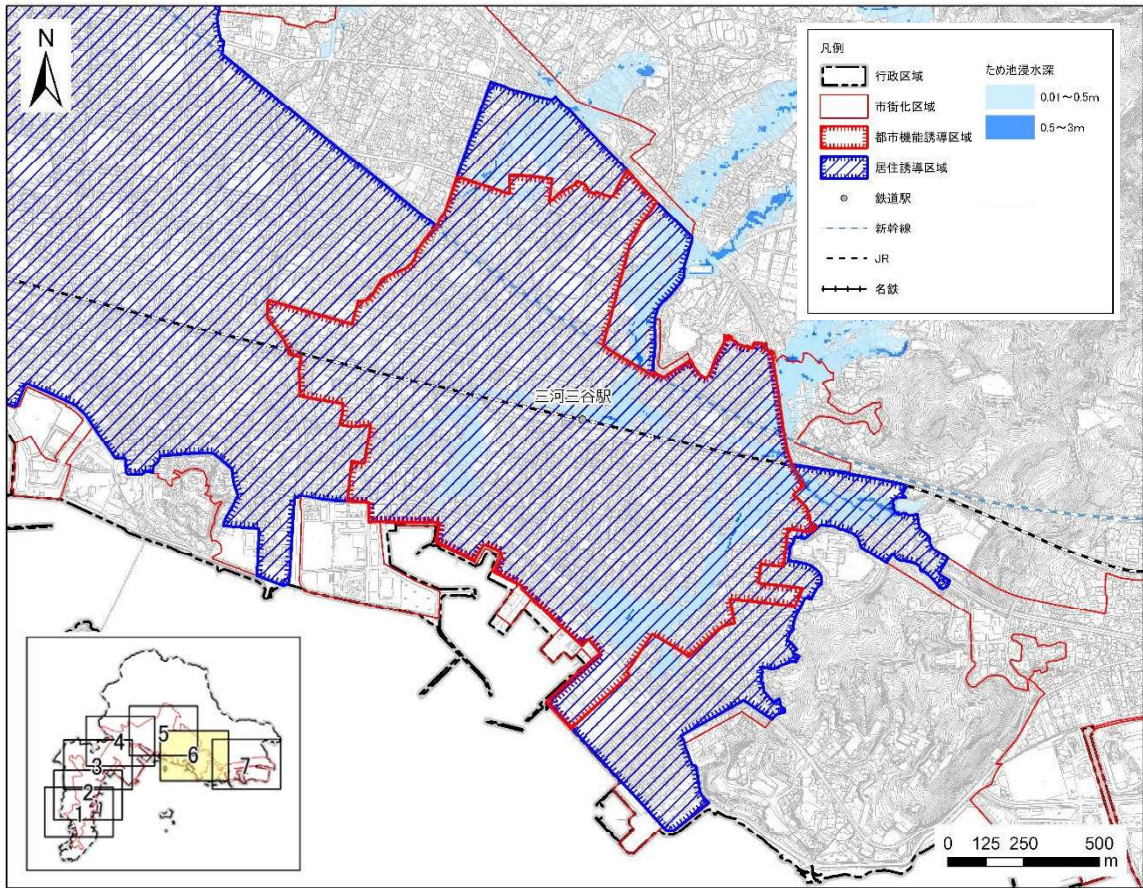 N
凡例
行政区域
市街化区域
都市機能誘導区域
居住誘導区域
鉄道駅
新幹線
JR
名鉄
ため池浸水深
0.01～0.5m
0.5～3m
三河三谷駅
5
4
6
3
7
2
1
0 125 250 500
m